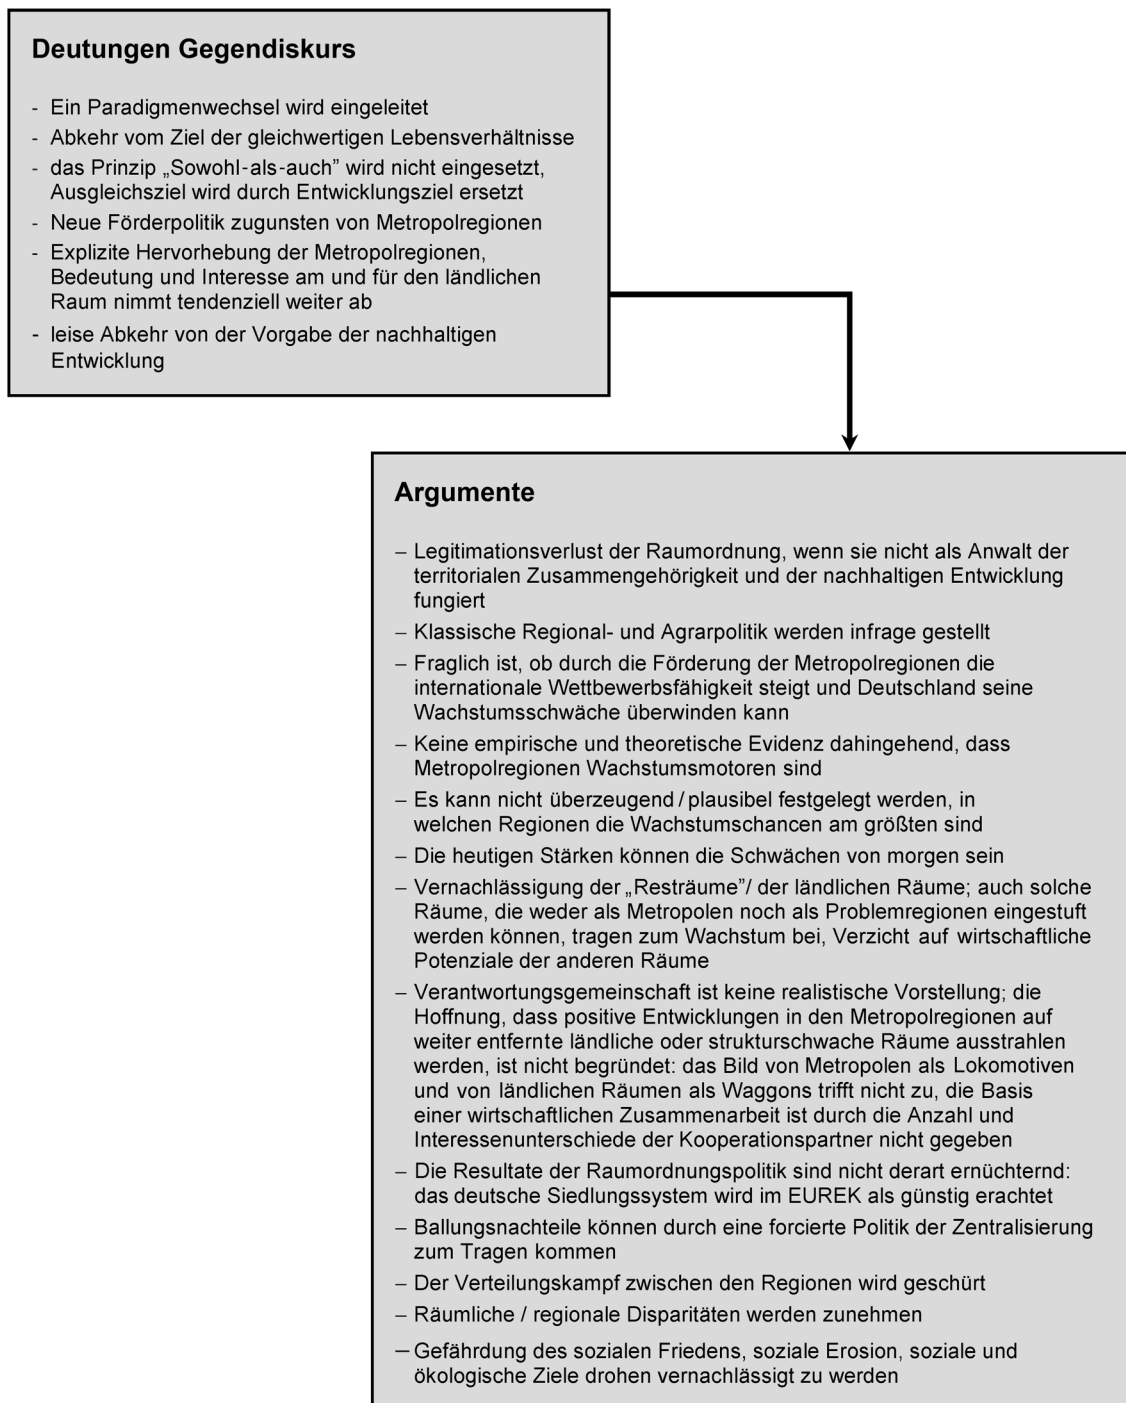 Deutungen Gegendiskurs
- Ein Paradigmenwechsel wird eingeleitet
- Abkehr vom Ziel der gleichwertigen Lebensverhältnisse
- das Prinzip „Sowohl-als-auch” wird nicht eingesetzt,
Ausgleichsziel wird durch Entwicklungsziel ersetzt
- Neue Förderpolitik zugunsten von Metropolregionen
- Explizite Hervorhebung der Metropolregionen,
Bedeutung und Interesse am und für den ländlichen
Raum nimmt tendenziell weiter ab
- leise Abkehr von der Vorgabe der nachhaltigen
Entwicklung
Argumente
– Legitimationsverlust der Raumordnung, wenn sie nicht als Anwalt der
territorialen Zusammengehörigkeit und der nachhaltigen Entwicklung
fungiert
– Klassische Regional- und Agrarpolitik werden infrage gestellt
– Fraglich ist, ob durch die Förderung der Metropolregionen die
internationale Wettbewerbsfähigkeit steigt und Deutschland seine
Wachstumsschwäche überwinden kann
– Keine empirische und theoretische Evidenz dahingehend, dass
Metropolregionen Wachstumsmotoren sind
– Es kann nicht überzeugend / plausibel festgelegt werden, in
welchen Regionen die Wachstumschancen am größten sind
– Die heutigen Stärken können die Schwächen von morgen sein
– Vernachlässigung der „Resträume”/ der ländlichen Räume; auch solche
Räume, die weder als Metropolen noch als Problemregionen eingestuft
werden können, tragen zum Wachstum bei, Verzicht auf wirtschaftliche
Potenziale der anderen Räume
– Verantwortungsgemeinschaft ist keine realistische Vorstellung; die
Hoffnung, dass positive Entwicklungen in den Metropolregionen auf
weiter entfernte ländliche oder strukturschwache Räume ausstrahlen
werden, ist nicht begründet: das Bild von Metropolen als Lokomotiven
und von ländlichen Räumen als Waggons trifft nicht zu, die Basis
einer wirtschaftlichen Zusammenarbeit ist durch die Anzahl und
Interessenunterschiede der Kooperationspartner nicht gegeben
– Die Resultate der Raumordnungspolitik sind nicht derart ernüchternd:
das deutsche Siedlungssystem wird im EUREK als günstig erachtet
– Ballungsnachteile können durch eine forcierte Politik der Zentralisierung
zum Tragen kommen
– Der Verteilungskampf zwischen den Regionen wird geschürt
– Räumliche / regionale Disparitäten werden zunehmen
– Gefährdung des sozialen Friedens, soziale Erosion, soziale und
ökologische Ziele drohen vernachlässigt zu werden